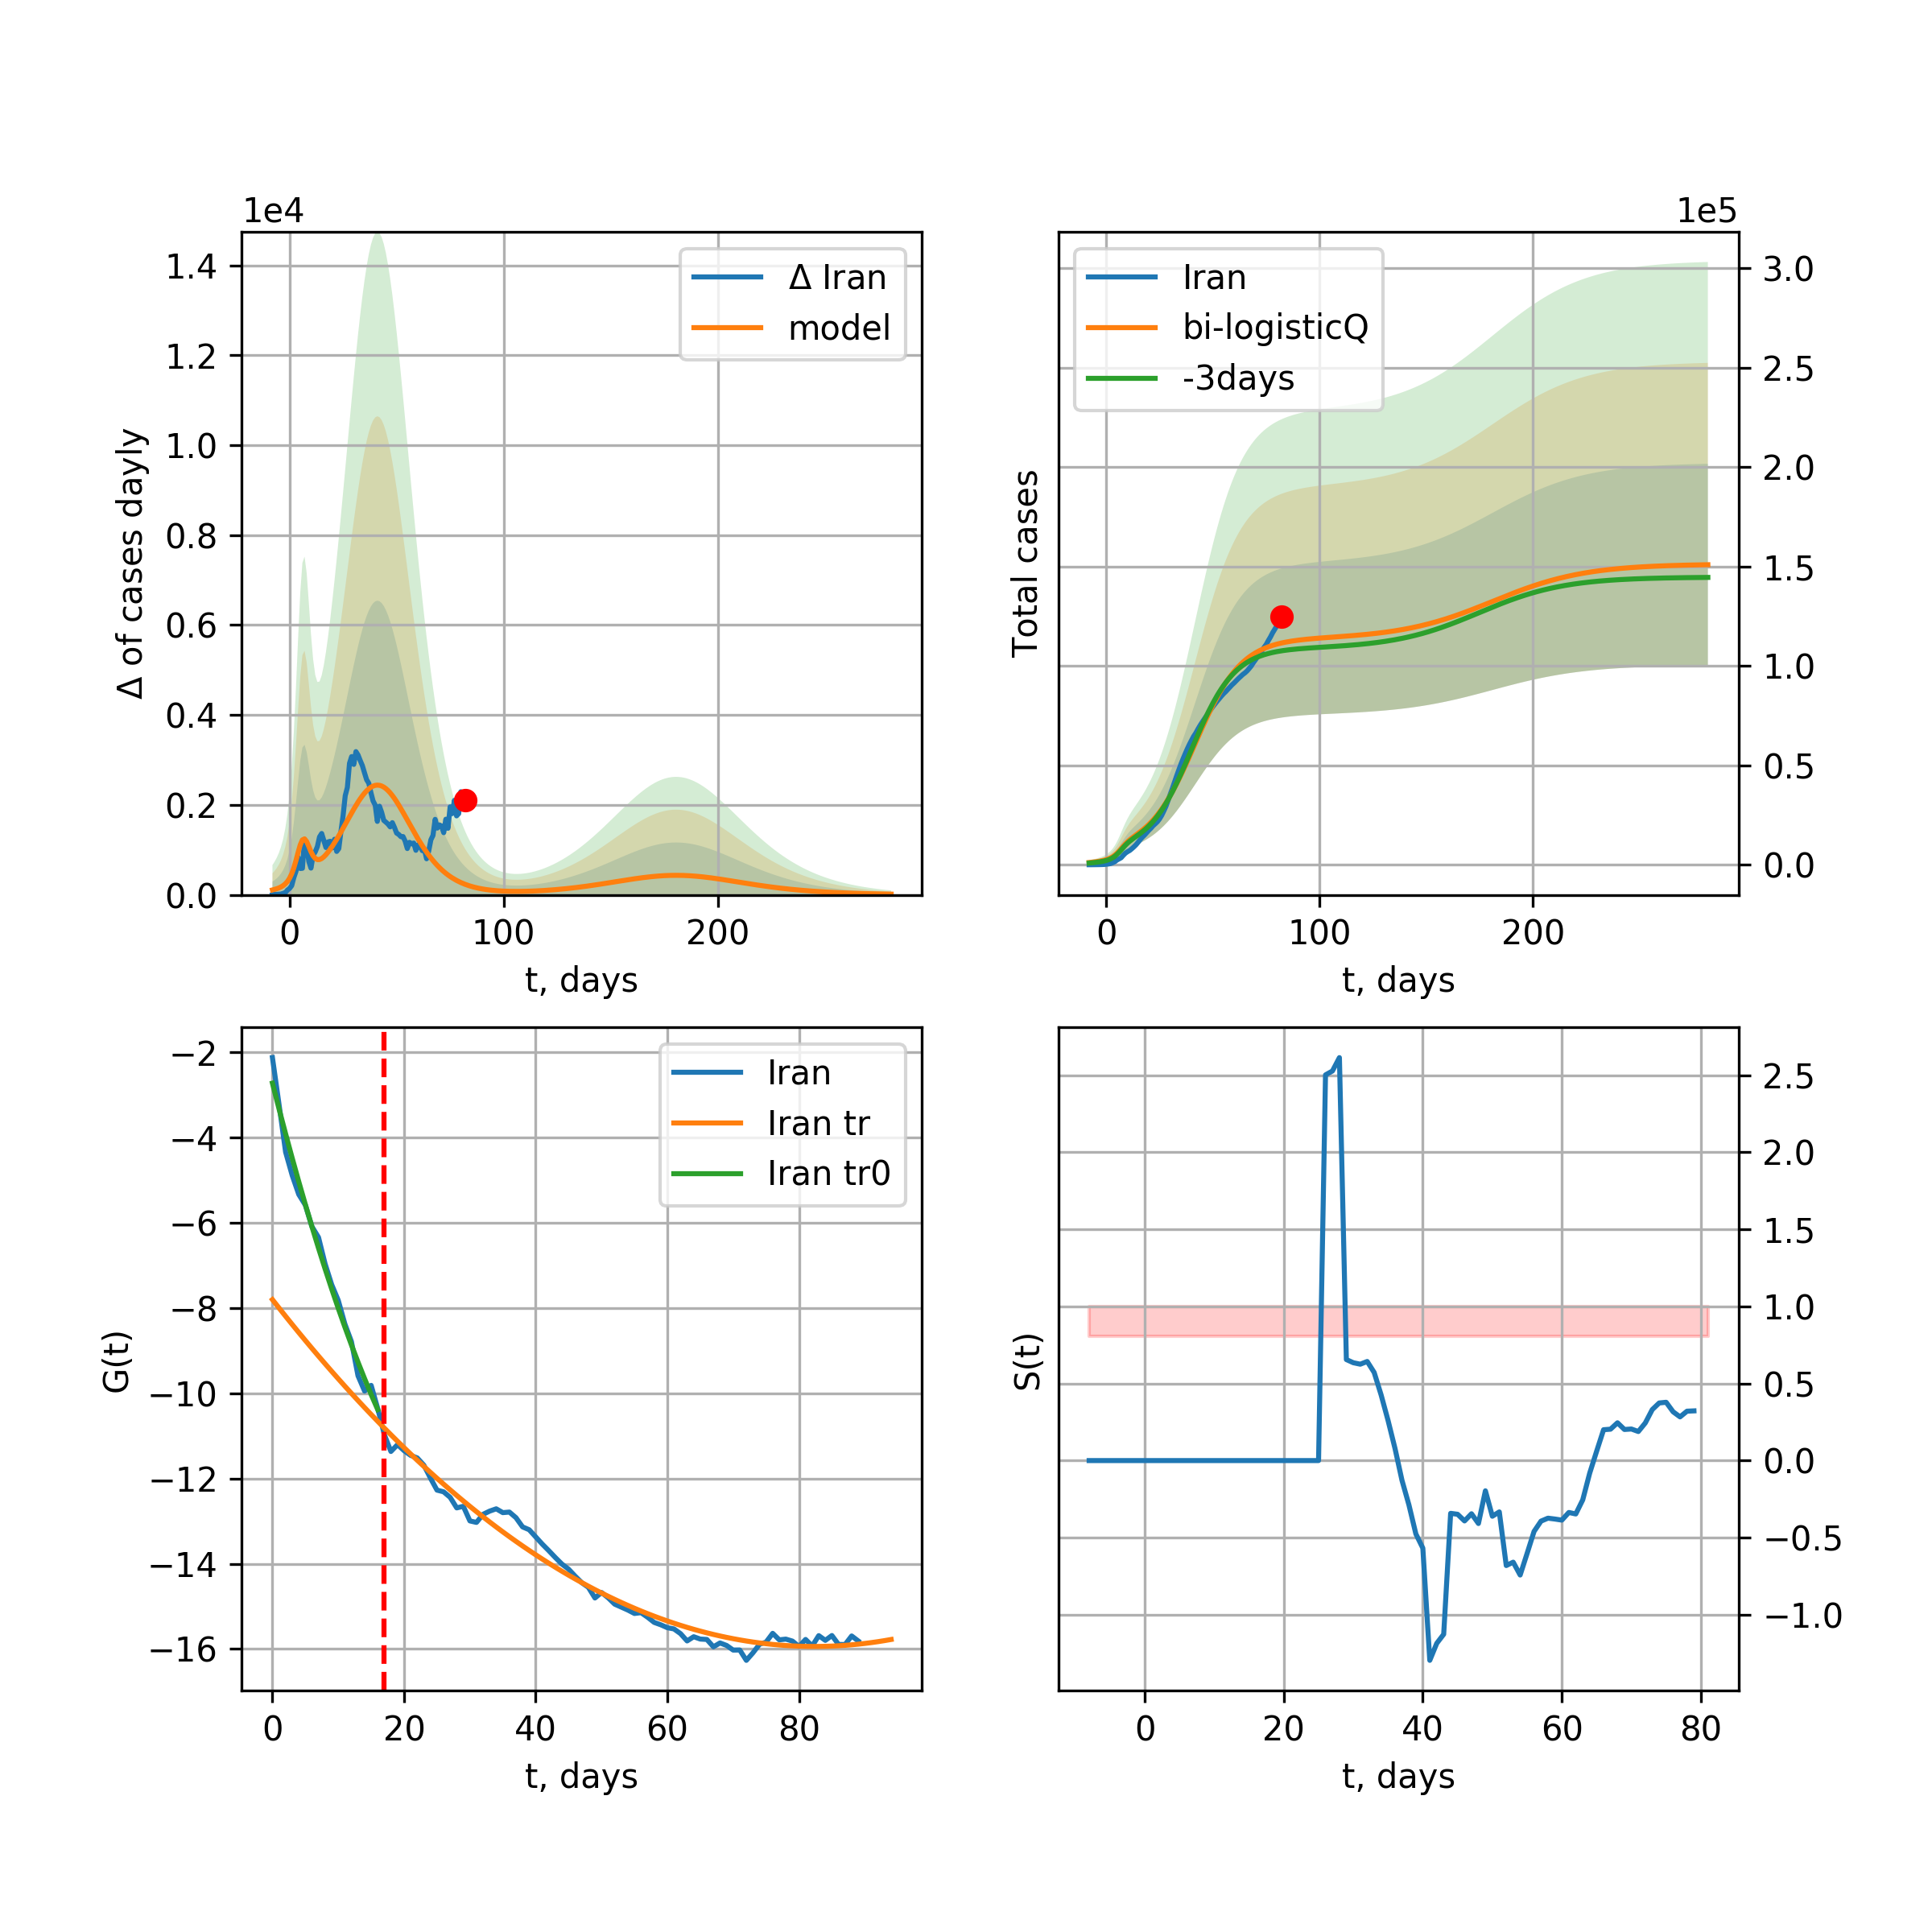 1e4
1.4
1.2
1.0
0.8
0.6
0.4
0.2
0.0
Δ of cases dayly
0 100 200
t, days
Δ Iran
model
1e5
3.0
2.5
2.0
1.5
1.0
0.5
0.0
Total cases
0 100 200
t, days
Iran
bi-logisticQ
-3days
−2
−4
−6
−8
−10
−12
−14
−16
G(t)
0 20 40 60 80
t, days
Iran
Iran tr
Iran tr0
2.5
2.0
1.5
1.0
0.5
0.0
−0.5
−1.0
S(t)
0 20 40 60 80
t, days